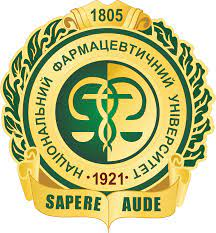 1805
НАЦІОНАЛЬНИЙ ФАРМАЦЕВТИЧНИЙ УНІВЕРСИТЕТ
• 1921 •
SAPERE AUDE